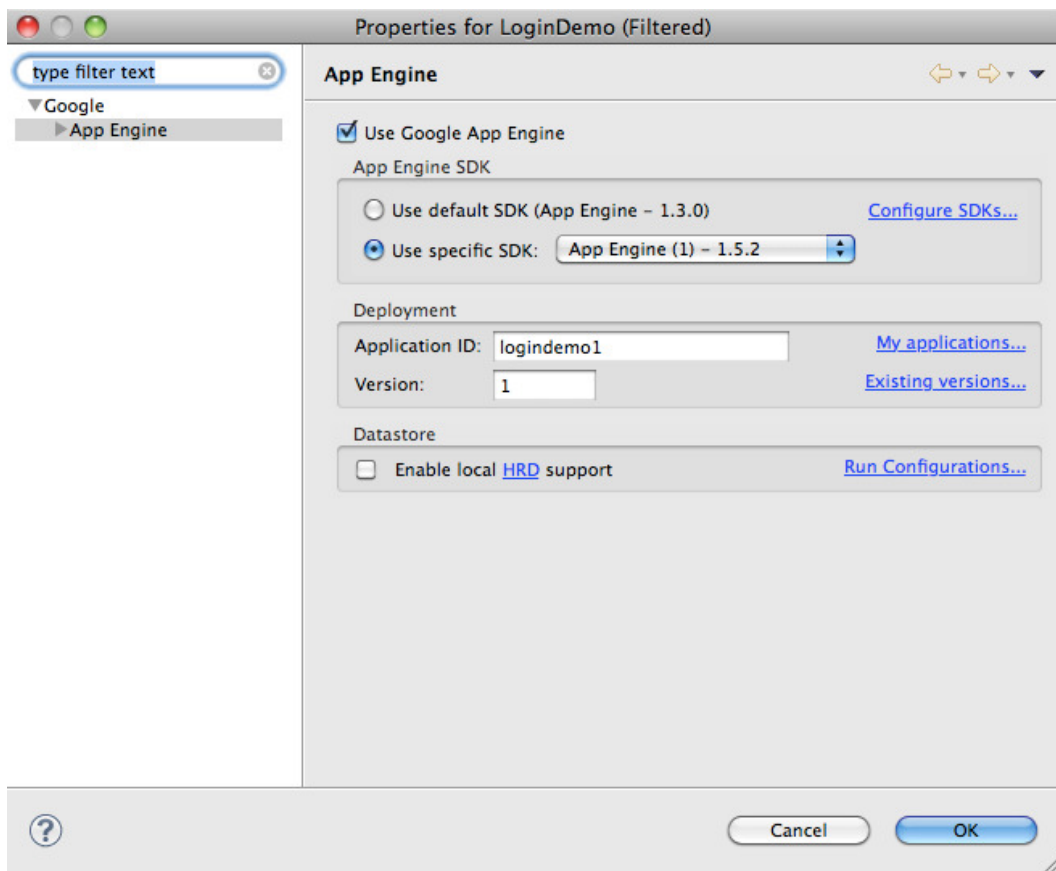 Properties for LoginDemo (Filtered)
type filter text
Google
App Engine
App Engine
Use Google App Engine
App Engine SDK
Use default SDK (App Engine - 1.3.0)
Configure SDKs...
Use specific SDK:
App Engine (1) - 1.5.2
Deployment
Application ID:
logindemo1
My applications...
Version:
1
Existing versions...
Datastore
Enable local HRD support
Run Configurations...
?
Cancel
OK